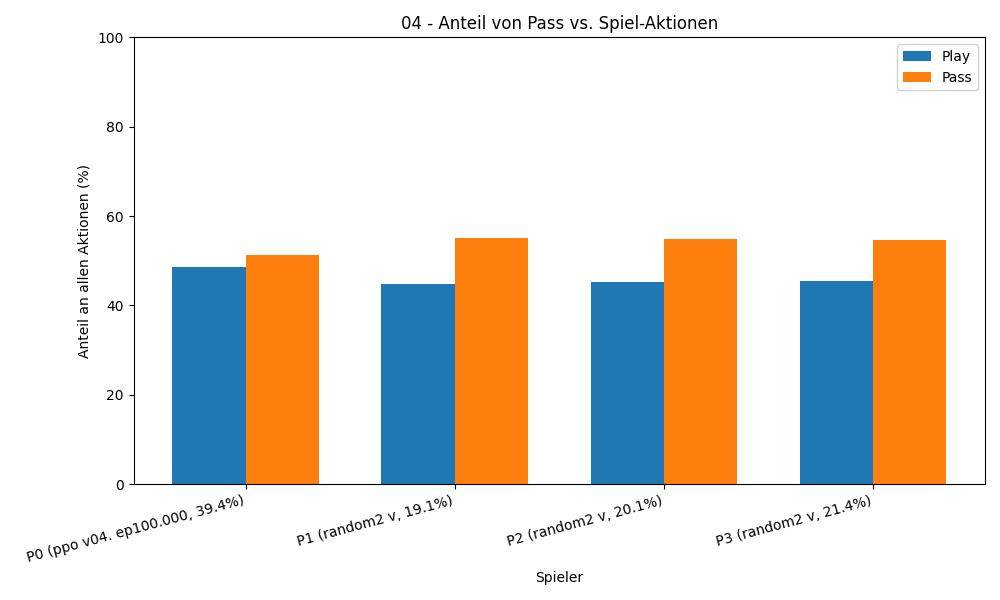 04 - Anteil von Pass vs. Spiel-Aktionen
Play
Pass
Anteil an allen Aktionen (%)
100
80
60
40
20
0
P0 (ppo v04. ep100.000, 39.4%)
P1 (random2 v, 19.1%)
P2 (random2 v, 20.1%)
P3 (random2 v, 21.4%)
Spieler